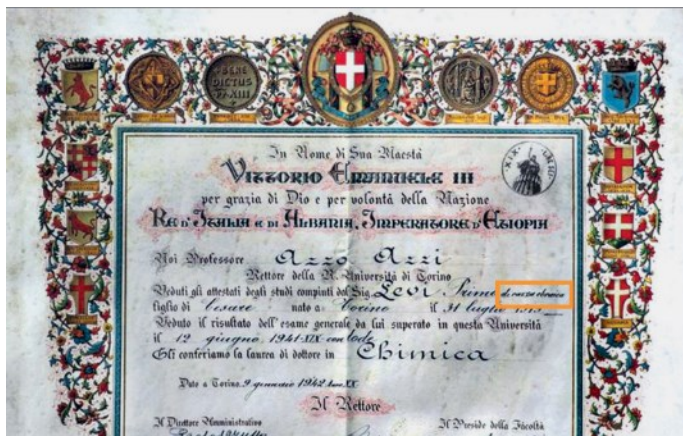 BENE
DICTUS
In Nome di Sua Maestà
VITTORIO EMANUELE III
per grazia di Dio e per volontà della Nazione
RE D'ITALIA E DI ALBANIA, IMPERATORE D'ETIOPIA
Noi Professore Azzo Azzi
Rettore della R. Università di Torino
Veduti gli attestati degli studi compiuti dal Sig. Levi Primo di razza ebraica
figlio di Cesare nato a Torino il 31 luglio 1919
Veduto il risultato dell'esame generale da lui superato in questa Università
il 12 giugno 1941-XIX con lode
Gli conferiamo la laurea di dottore in Chimica
Dato a Torino, 9 gennaio 1942 Anno XX
Il Rettore
Il Direttore Amministrativo Il Preside della Facoltà